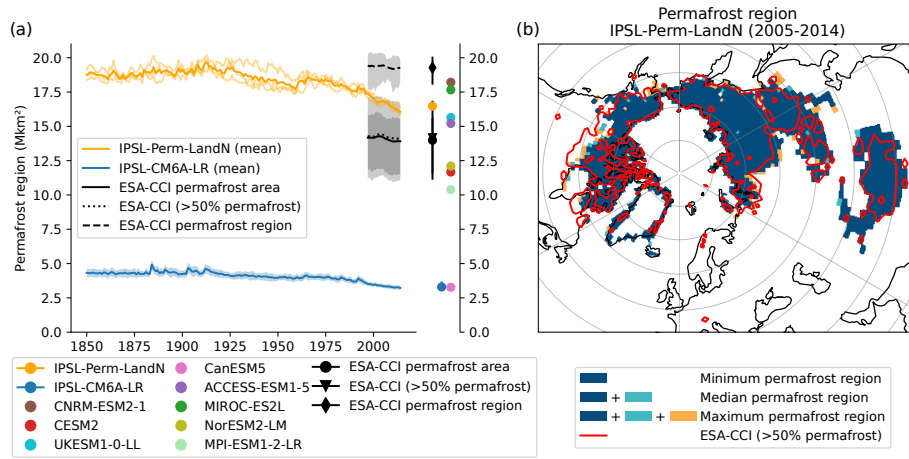 (a)
Permafrost region (Mkm²)
20.0
17.5
15.0
12.5
10.0
7.5
5.0
2.5
0.0
IPSL-Perm-LandN (mean)
IPSL-CM6A-LR (mean)
ESA-CCI permafrost area
ESA-CCI (>50% permafrost)
ESA-CCI permafrost region
1850 1875 1900 1925 1950 1975 2000
20.0
17.5
15.0
12.5
10.0
7.5
5.0
2.5
0.0
IPSL-Perm-LandN
IPSL-CM6A-LR
CNRM-ESM2-1
CESM2
UKESM1-0-LL
CanESM5
ACCESS-ESM1-5
MIROC-ES2L
NorESM2-LM
MPI-ESM1-2-LR
ESA-CCI permafrost area
ESA-CCI (>50% permafrost)
ESA-CCI permafrost region
(b)
Permafrost region
IPSL-Perm-LandN (2005-2014)
Minimum permafrost region
+ Median permafrost region
+ + Maximum permafrost region
ESA-CCI (>50% permafrost)